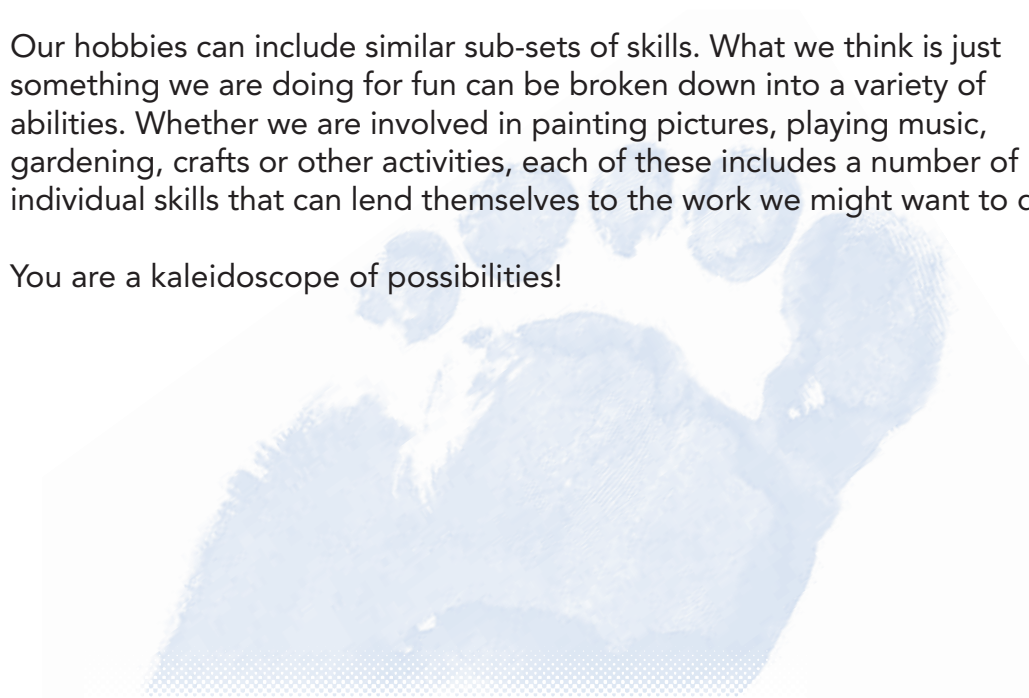 Our hobbies can include similar sub-sets of skills. What we think is just
something we are doing for fun can be broken down into a variety of
abilities. Whether we are involved in painting pictures, playing music,
gardening, crafts or other activities, each of these includes a number of
individual skills that can lend themselves to the work we might want to
You are a kaleidoscope of possibilities!